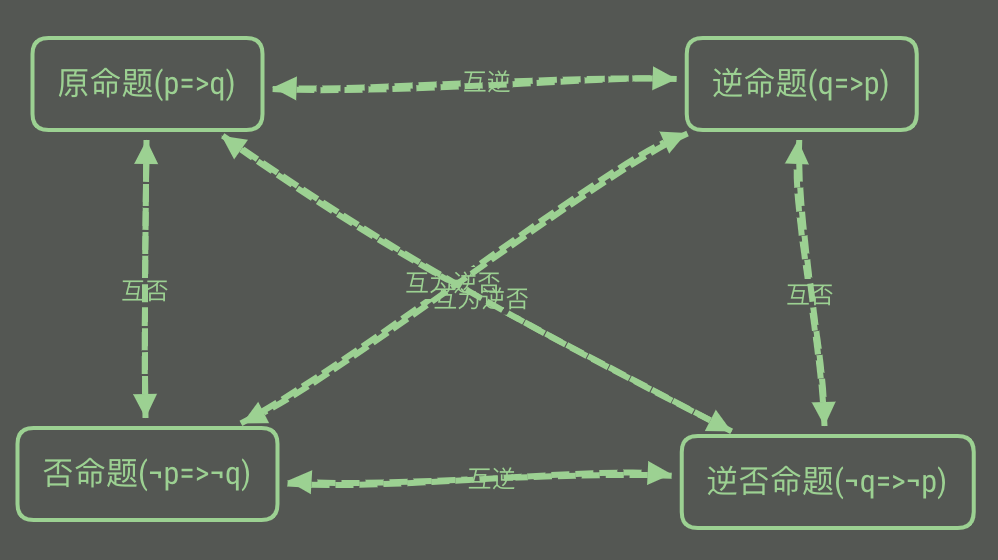 原命题(p=>q)
互逆
逆命题(q=>p)
互否
互为逆否
互为逆否
互否
否命题(¬p=>¬q)
互逆
逆否命题(¬q=>¬p)